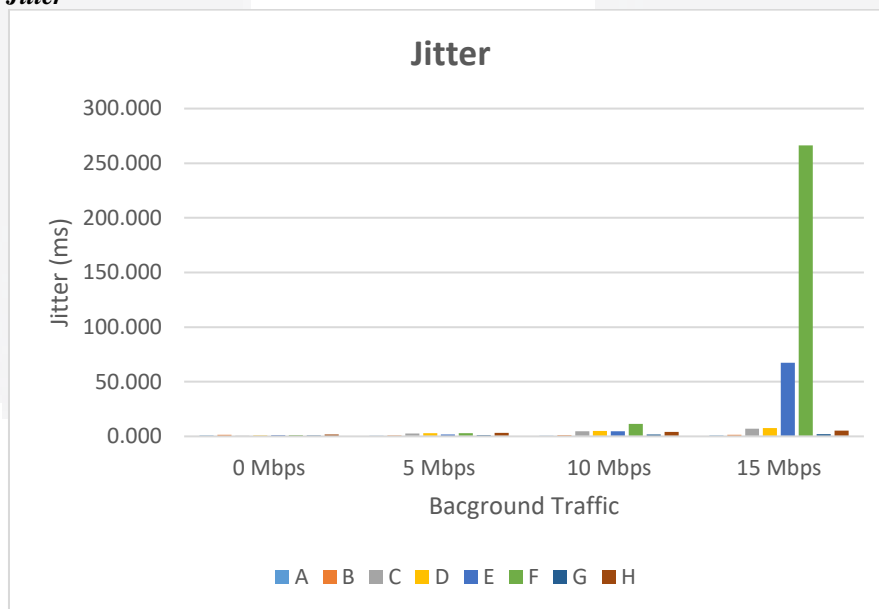 Jitter
300.000
250.000
200.000
150.000
100.000
50.000
0.000
Jitter (ms)
0 Mbps 5 Mbps 10 Mbps 15 Mbps
Bacground Traffic
A B C D E F G H